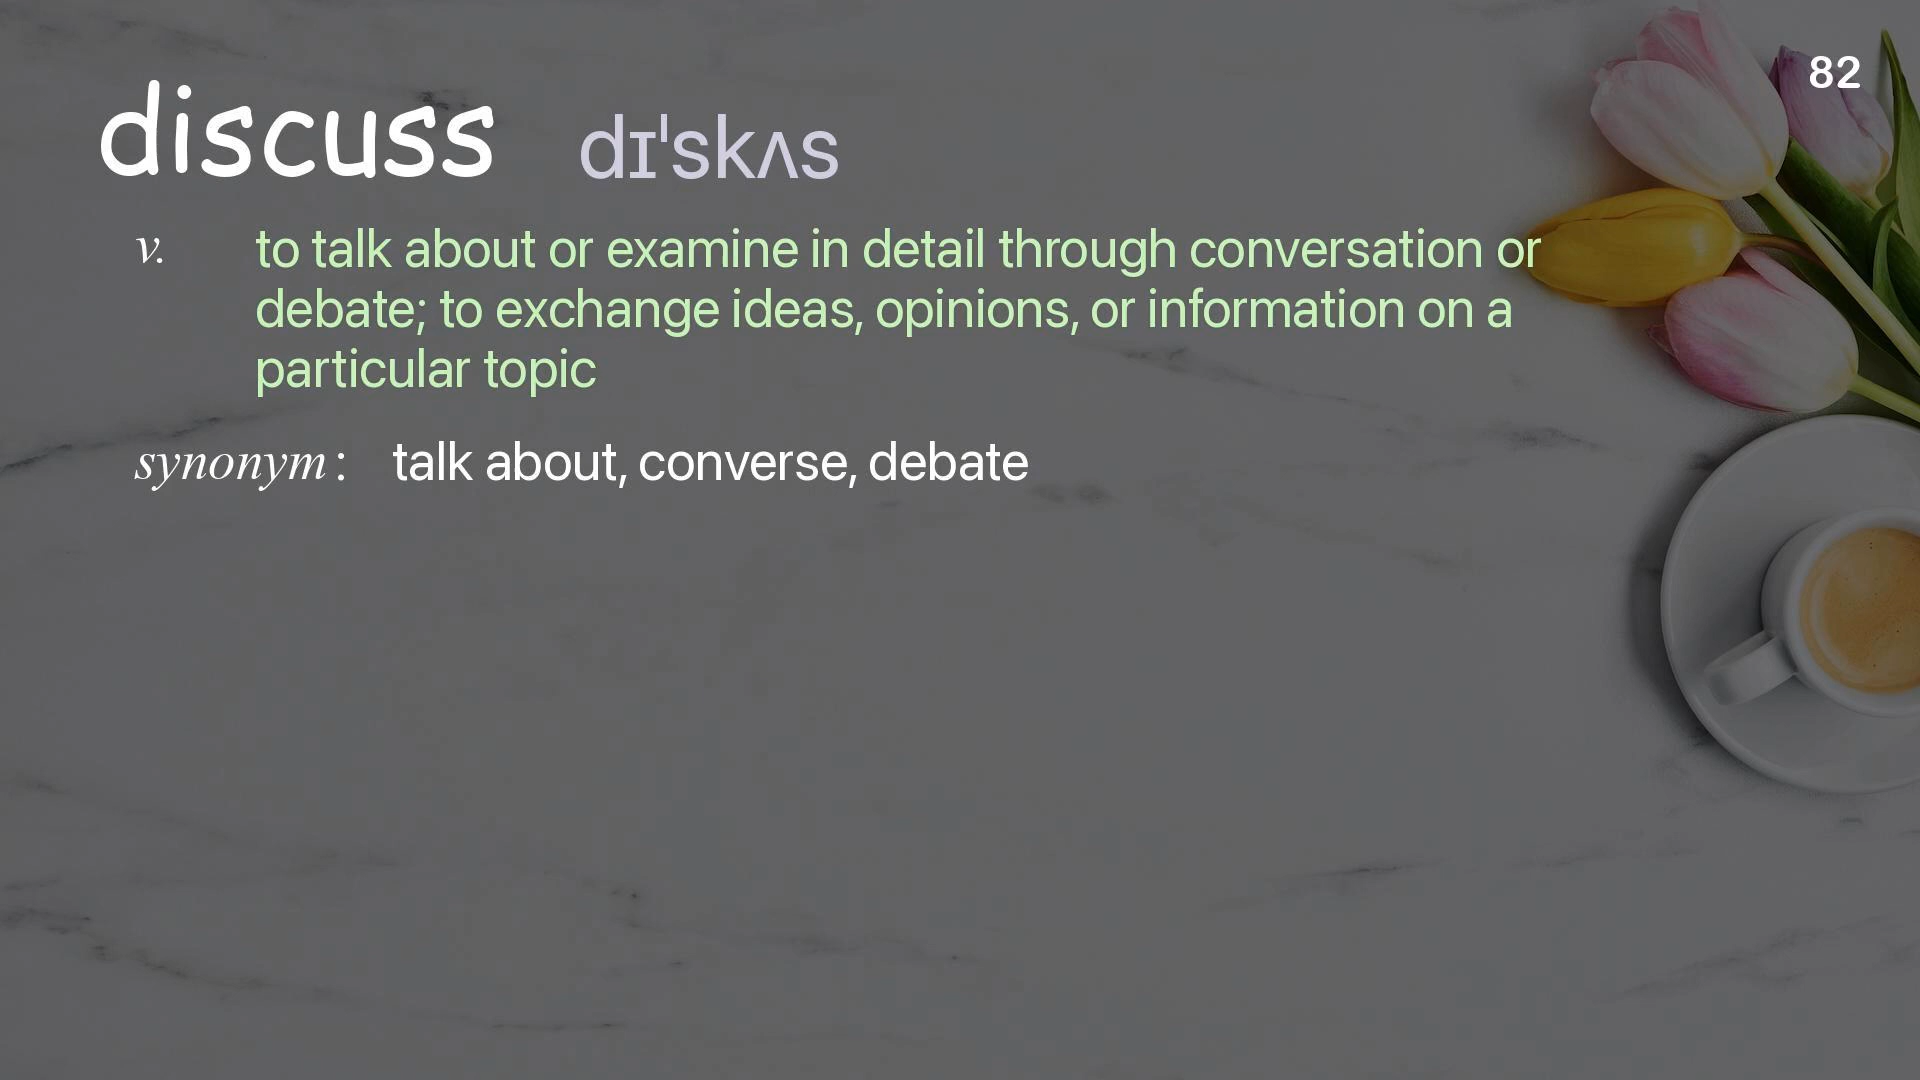 82
discuss dɪˈskʌs
v. to talk about or examine in detail through conversation or
debate; to exchange ideas, opinions, or information on a
particular topic
synonym : talk about, converse, debate